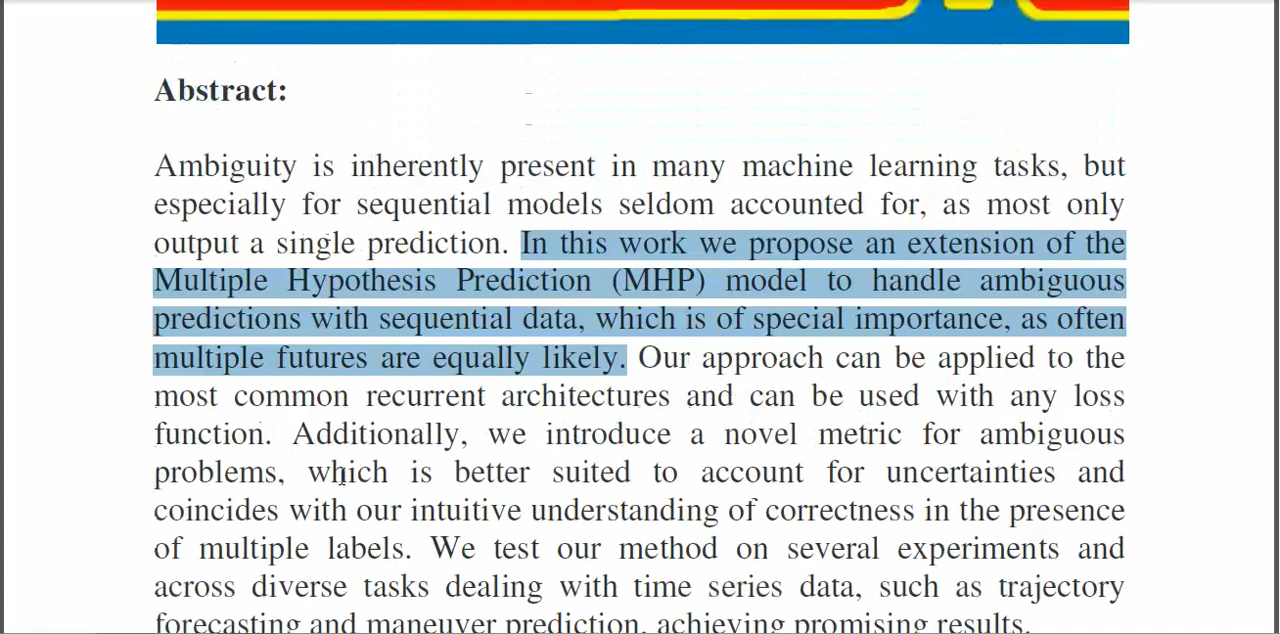 Abstract:
Ambiguity is inherently present in many machine learning tasks, but
especially for sequential models seldom accounted for, as most only
output a single prediction. In this work we propose an extension of the
Multiple Hypothesis Prediction (MHP) model to handle ambiguous
predictions with sequential data, which is of special importance, as often
multiple futures are equally likely. Our approach can be applied to the
most common recurrent architectures and can be used with any loss
function. Additionally, we introduce a novel metric for ambiguous
problems, which is better suited to account for uncertainties and
coincides with our intuitive understanding of correctness in the presence
of multiple labels. We test our method on several experiments and
across diverse tasks dealing with time series data, such as trajectory
forecasting and maneuver prediction, achieving promising results.